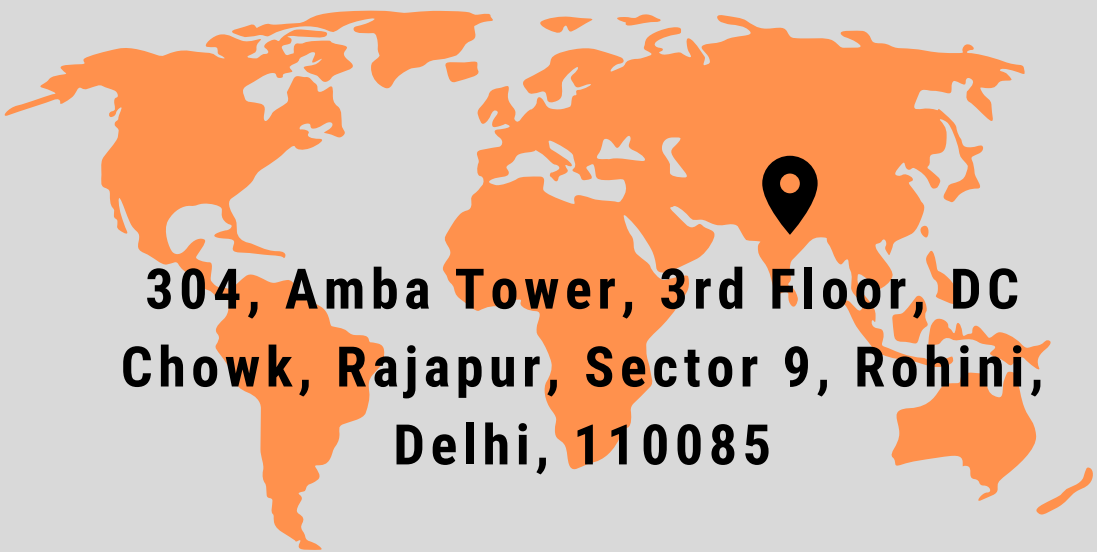 304, Amba Tower, 3rd Floor, DC
Chowk, Rajapur, Sector 9, Rohini,
Delhi, 110085